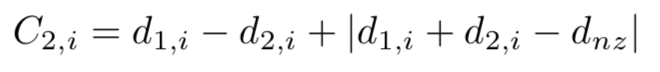 C_{2,i} = d_{1,i} − d_{2,i} + |d_{1,i} + d_{2,i} − d_{nz}|